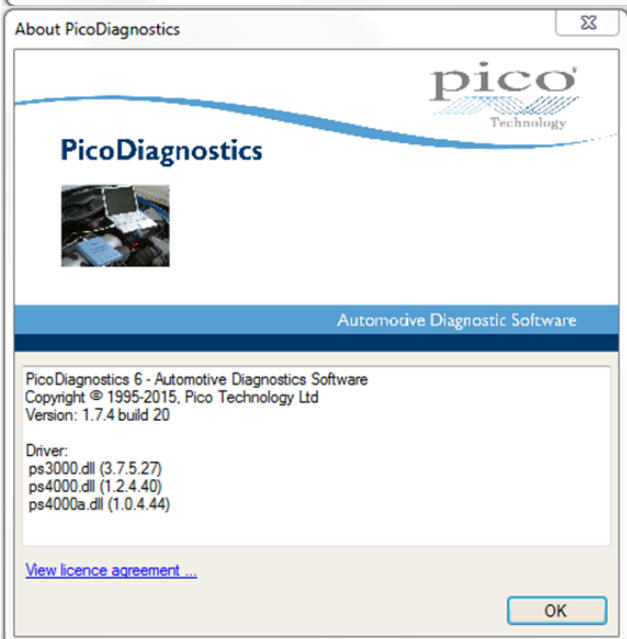 About PicoDiagnostics
pico
Technology
PicoDiagnostics
Automotive Diagnostic Software
PicoDiagnostics 6 - Automotive Diagnostics Software
Copyright © 1995-2015, Pico Technology Ltd
Version: 1.7.4 build 20
Driver:
ps3000.dll (3.7.5.27)
ps4000.dll (1.2.4.40)
ps4000a.dll (1.0.4.44)
View licence agreement ...
OK